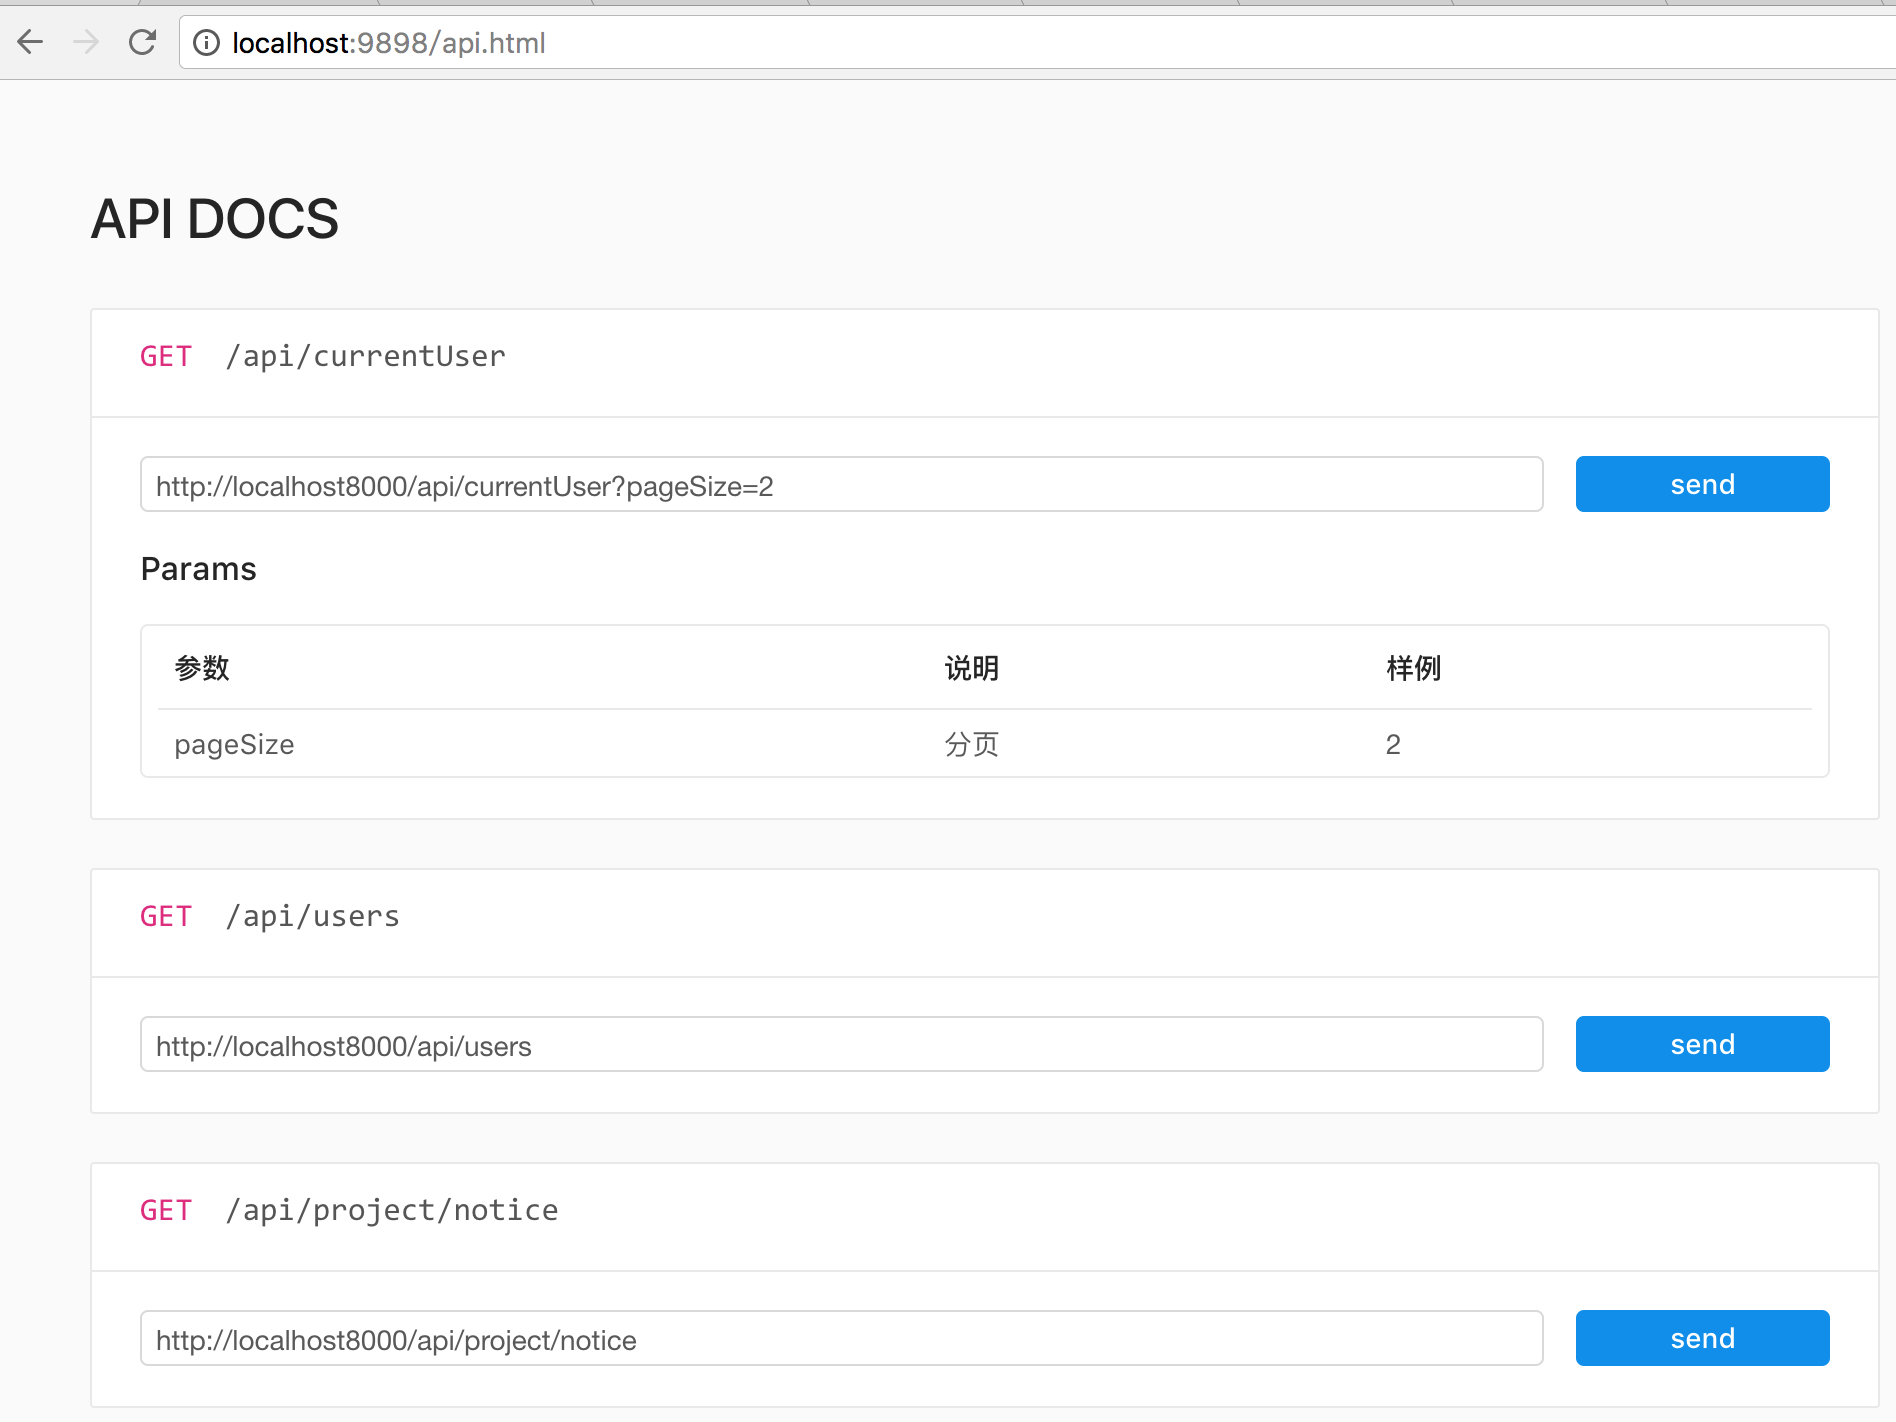 localhost:9898/api.html
API DOCS
GET /api/currentUser
http://localhost8000/api/currentUser?pageSize=2 send
Params
参数 说明 样例
pageSize 分页 2
GET /api/users
http://localhost8000/api/users send
GET /api/project/notice
http://localhost8000/api/project/notice send